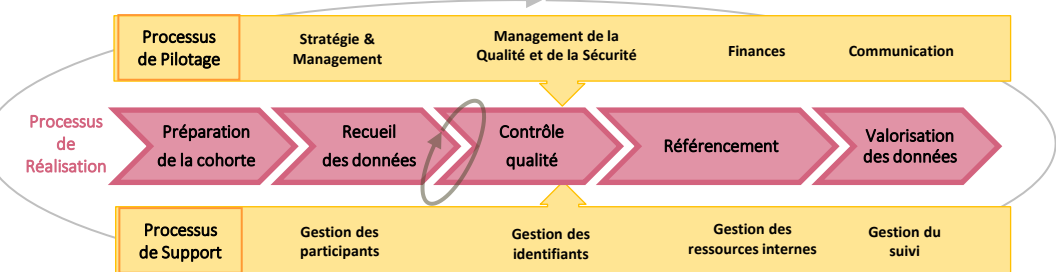 Processus
de Pilotage
Stratégie &
Management
Management de la
Qualité et de la Sécurité
Finances
Communication
Processus
de
Réalisation
Préparation
de la cohorte
Recueil
des données
Contrôle
qualité
Référencement
Valorisation
des données
Processus
de Support
Gestion des
participants
Gestion des
identifiants
Gestion des
ressources internes
Gestion du
suivi